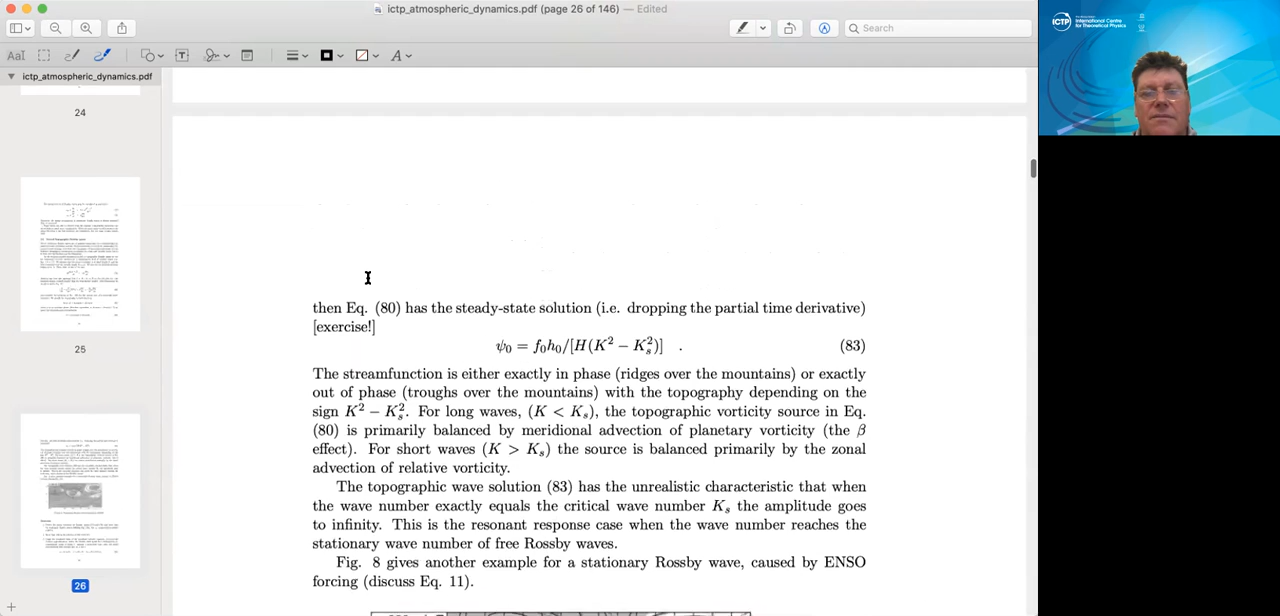 ictp_atmospheric_dynamics.pdf (page 26 of 146) — Edited
Search
AaI
A
ictp_atmospheric_dynamics.pdf
24
25
26
then Eq. (80) has the steady-state solution (i.e. dropping the partial time derivative)
[exercise!]
ψ₀ = f₀h₀/[H(K² − Kₛ²)] . (83)
The streamfunction is either exactly in phase (ridges over the mountains) or exactly
out of phase (troughs over the mountains) with the topography depending on the
sign K² − Kₛ². For long waves, (K < Kₛ), the topographic vorticity source in Eq.
(80) is primarily balanced by meridional advection of planetary vorticity (the β
effect). For short waves (K > Kₛ) the source is balanced primarily by the zonal
advection of relative vorticity.
The topographic wave solution (83) has the unrealistic characteristic that when
the wave number exactly equals the critical wave number Kₛ the amplitude goes
to infinity. This is the resonant response case when the wave number reaches the
stationary wave number of free Rossby waves.
Fig. 8 gives another example for a stationary Rossby wave, caused by ENSO
forcing (discuss Eq. 11).
ICTP
International Centre
for Theoretical Physics